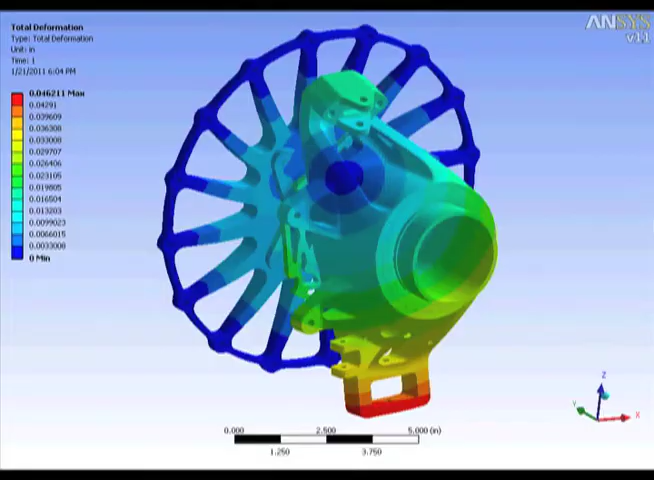 Total Deformation
Type: Total Deformation
Unit: in
Time: 1
1/21/2011 6:04 PM
0.046211 Max
0.04291
0.039609
0.036308
0.033008
0.029707
0.026406
0.023105
0.019805
0.016504
0.013203
0.0099023
0.0066015
0.0033008
0 Min
ANSYS
v11
0.000
2.500
5.000 (in)
1.250
3.750
Z
Y
X